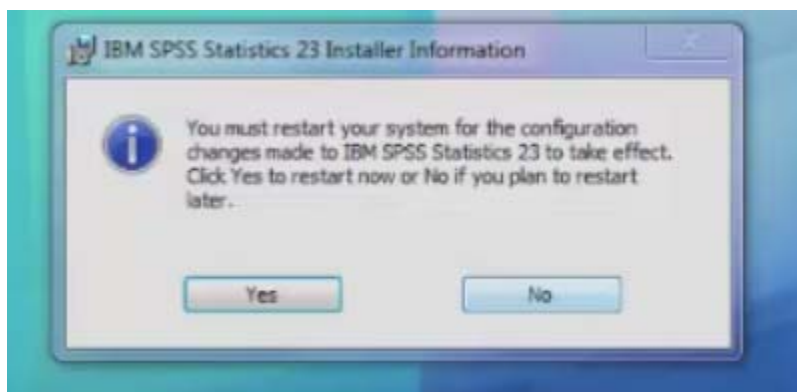 IBM SPSS Statistics 23 Installer Information
You must restart your system for the configuration
changes made to IBM SPSS Statistics 23 to take effect.
Click Yes to restart now or No if you plan to restart
later.
Yes
No